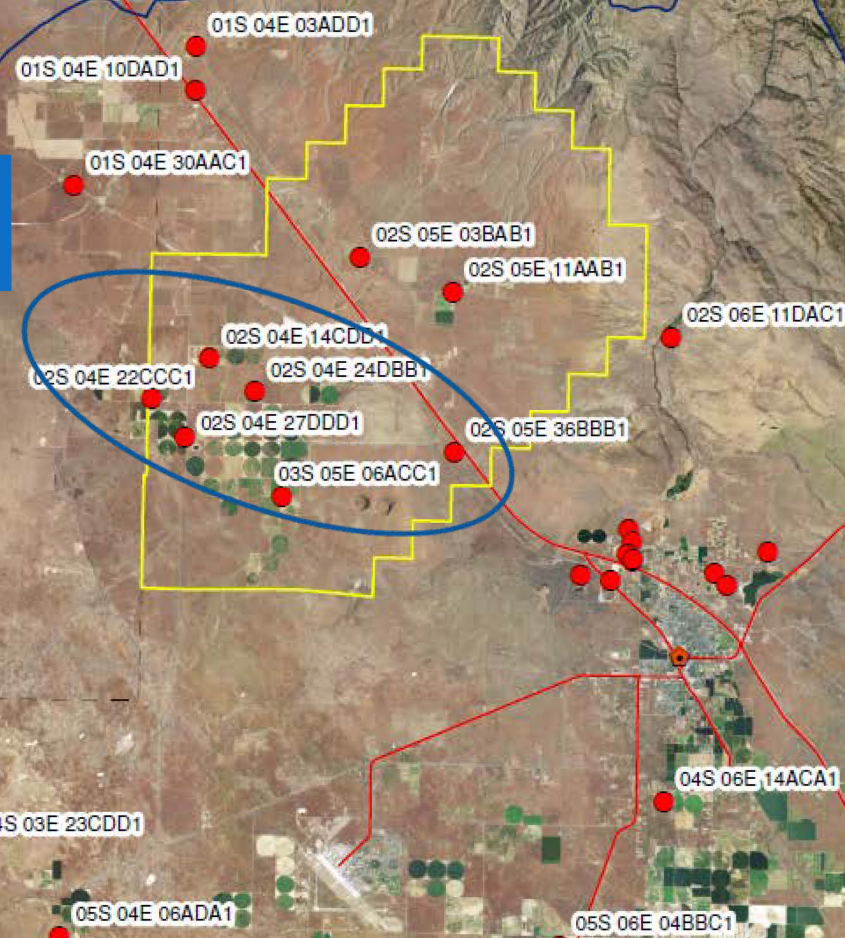 01S 04E 03ADD1
01S 04E 10DAD1
01S 04E 30AAC1
02S 05E 03BAB1
02S 05E 11AAB1
02S 06E 11DAC1
02S 04E 14CDD1
02S 04E 24DBB1
02S 04E 22CCC1
02S 04E 27DDD1
02S 05E 36BBB1
03S 05E 06ACC1
04S 06E 14ACA1
4S 03E 23CDD1
05S 04E 06ADA1
05S 06E 04BBC1